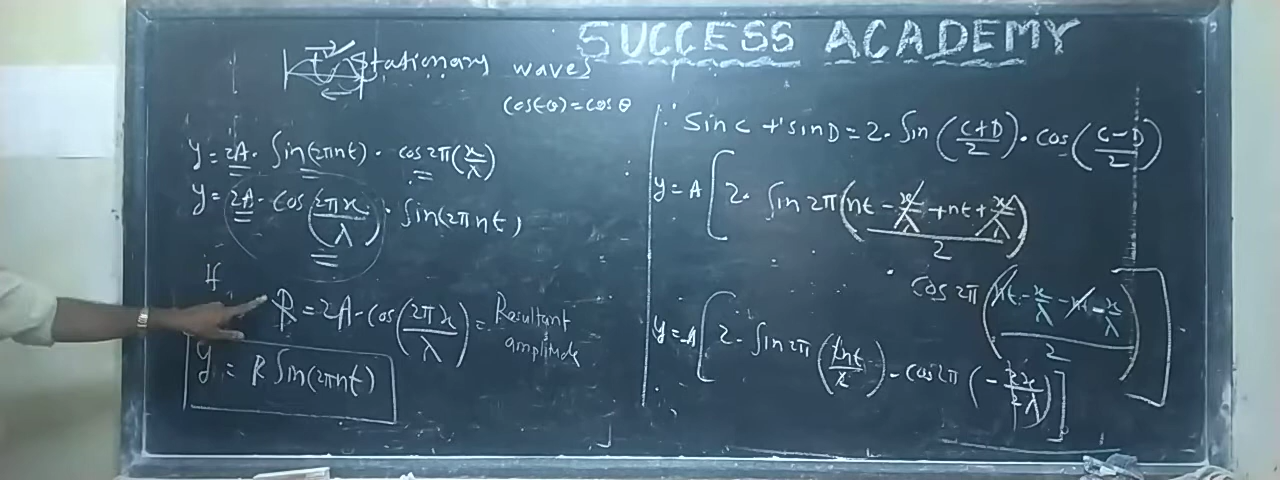 SUCCESS ACADEMY
Stationary waves
cos(-θ) = cos θ
y = 2A · Sin(2πnt) · cos 2π(x/λ)
y = 2A · cos(2πx/λ) · Sin(2πnt)
if
R = 2A · cos(2πx/λ) = Resultant amplitude
y = R Sin(2πnt)
∵ Sin C + Sin D = 2 · Sin((C+D)/2) · cos((C-D)/2)
y = A [ 2 · Sin 2π((nt - x/λ + nt + x/λ)/2)
· cos 2π((nt - x/λ - nt - x/λ)/2) ]
y = A [ 2 · Sin 2π(2nt/2) · cos 2π(-2x/2λ) ]